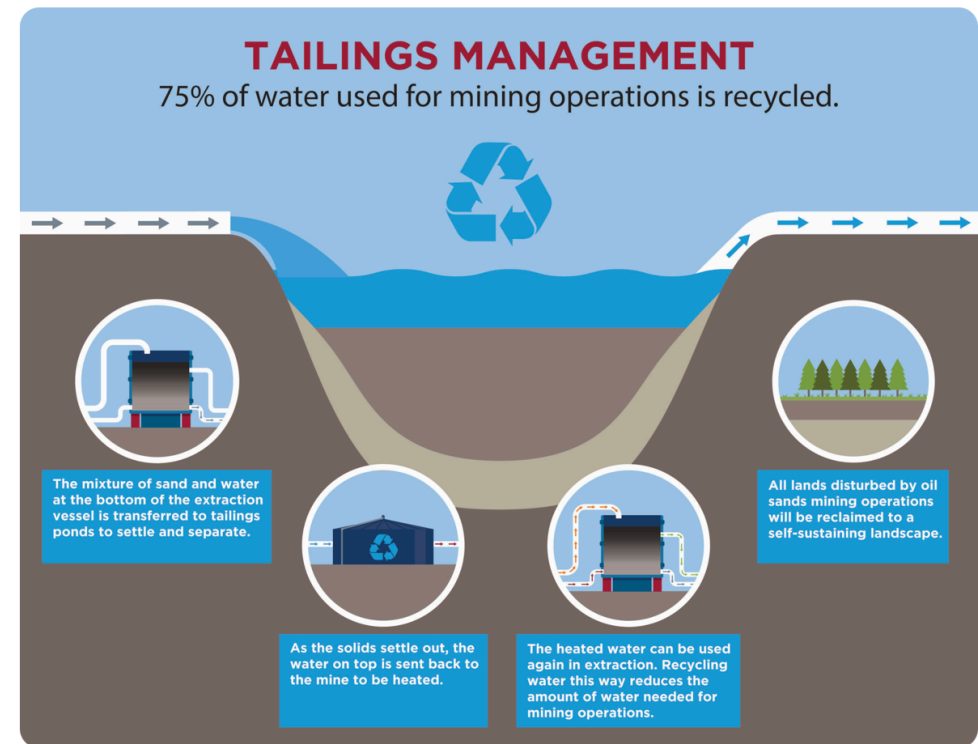 TAILINGS MANAGEMENT
75% of water used for mining operations is recycled.
The mixture of sand and water
at the bottom of the extraction
vessel is transferred to tailings
ponds to settle and separate.
As the solids settle out, the
water on top is sent back to
the mine to be heated.
The heated water can be used
again in extraction. Recycling
water this way reduces the
amount of water needed for
mining operations.
All lands disturbed by oil
sands mining operations
will be reclaimed to a
self-sustaining landscape.